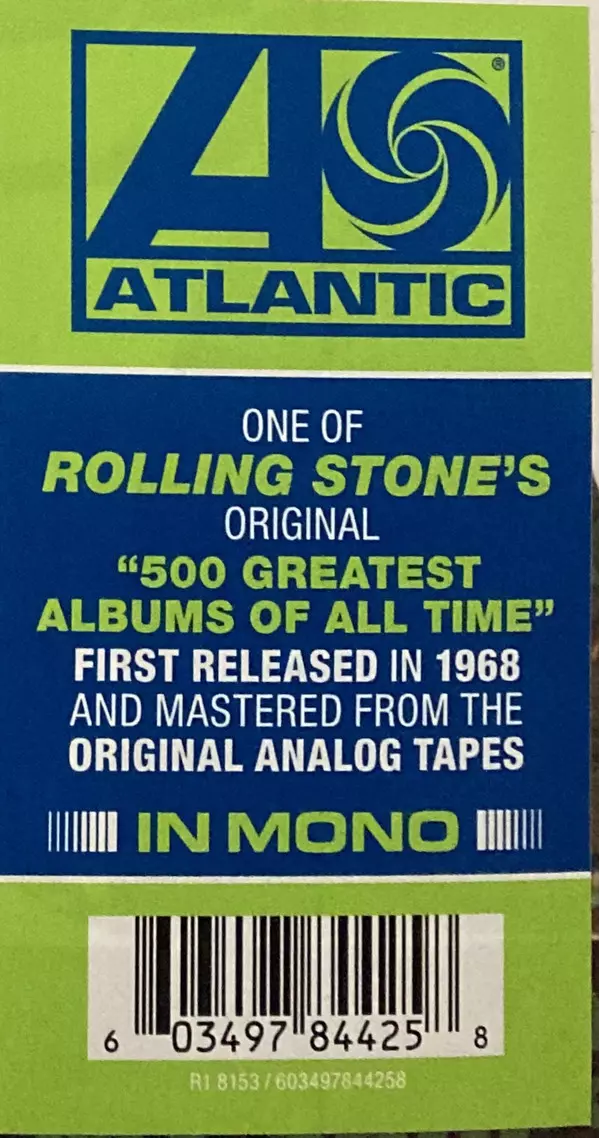 ®
ATLANTIC
ONE OF
ROLLING STONE'S
ORIGINAL
“500 GREATEST
ALBUMS OF ALL TIME”
FIRST RELEASED IN 1968
AND MASTERED FROM THE
ORIGINAL ANALOG TAPES
IN MONO
6 03497 84425 8
R1 8153 / 603497844258